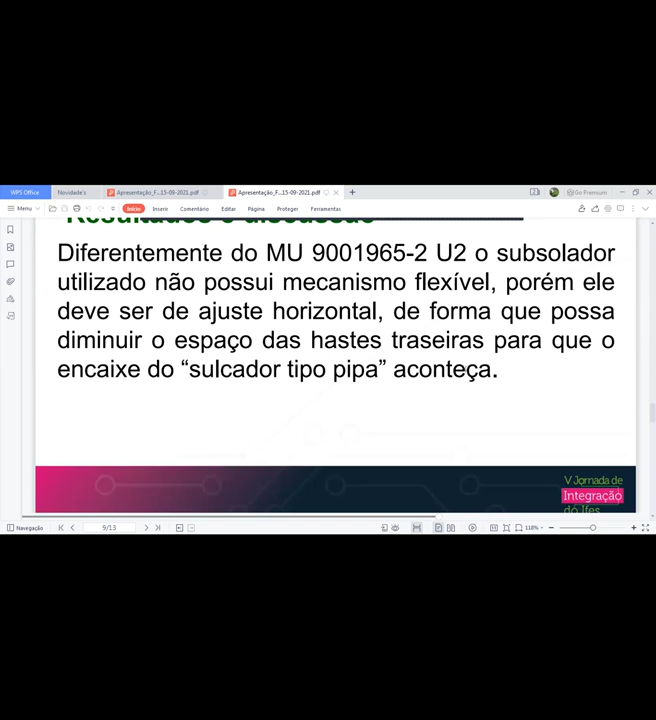 WPS Office
Novidade's
Apresentação_F...15-09-2021.pdf
Apresentação_F...15-09-2021.pdf
Go Premium
Menu
Início
Inserir
Comentário
Editar
Página
Proteger
Ferramentas
Resultados e discussão
Diferentemente do MU 9001965-2 U2 o subsolador
utilizado não possui mecanismo flexível, porém ele
deve ser de ajuste horizontal, de forma que possa
diminuir o espaço das hastes traseiras para que o
encaixe do “sulcador tipo pipa” aconteça.
V Jornada de
Integração
do Ifes
Navegação
9/13
118%